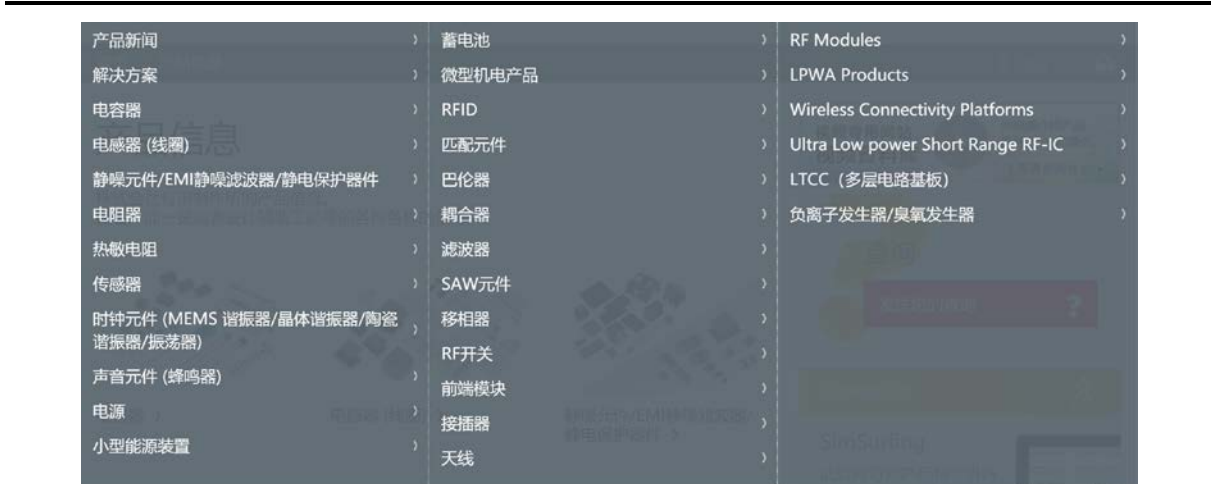 产品新闻
解决方案
电容器
电感器 (线圈)
静噪元件/EMI静噪滤波器/静电保护器件
电阻器
热敏电阻
传感器
时钟元件 (MEMS 谐振器/晶体谐振器/陶瓷
谐振器/振荡器)
声音元件 (蜂鸣器)
电源
小型能源装置
蓄电池
微型机电产品
RFID
匹配元件
巴伦器
耦合器
滤波器
SAW元件
移相器
RF开关
前端模块
接插器
天线
RF Modules
LPWA Products
Wireless Connectivity Platforms
Ultra Low power Short Range RF-IC
LTCC（多层电路基板）
负离子发生器/臭氧发生器
产品信息
SimSurfing